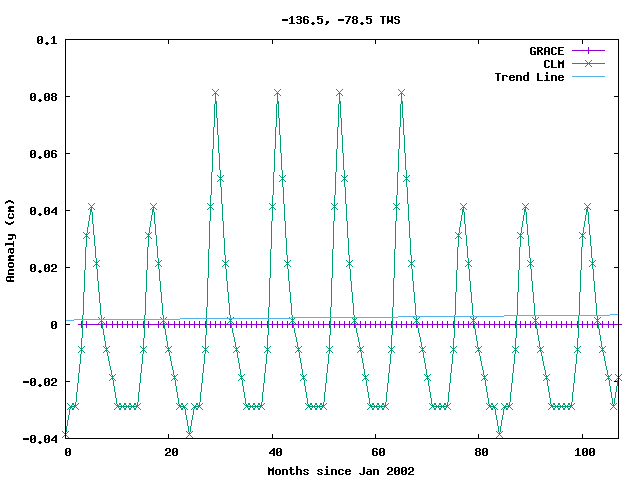 -136.5, -78.5 TWS
0.1
0.08
0.06
0.04
0.02
0
-0.02
-0.04
Anomaly (cm)
GRACE
CLM
Trend Line
0 20 40 60 80 100
Months since Jan 2002